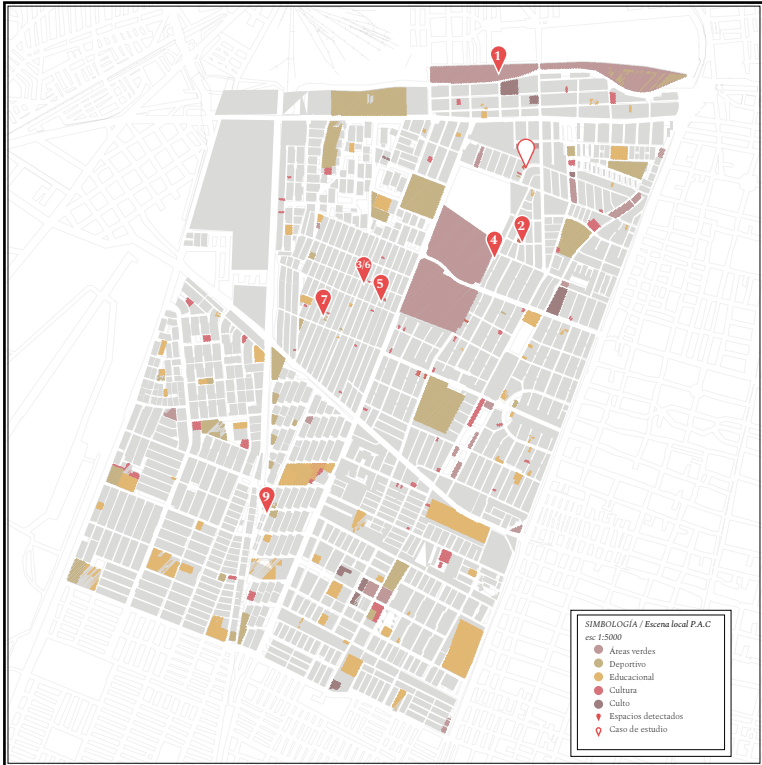 1
2
4
3/6
5
7
9
SIMBOLOGÍA / Escena local P.A.C
esc 1:5000
Áreas verdes
Deportivo
Educacional
Cultura
Culto
Espacios detectados
Caso de estudio